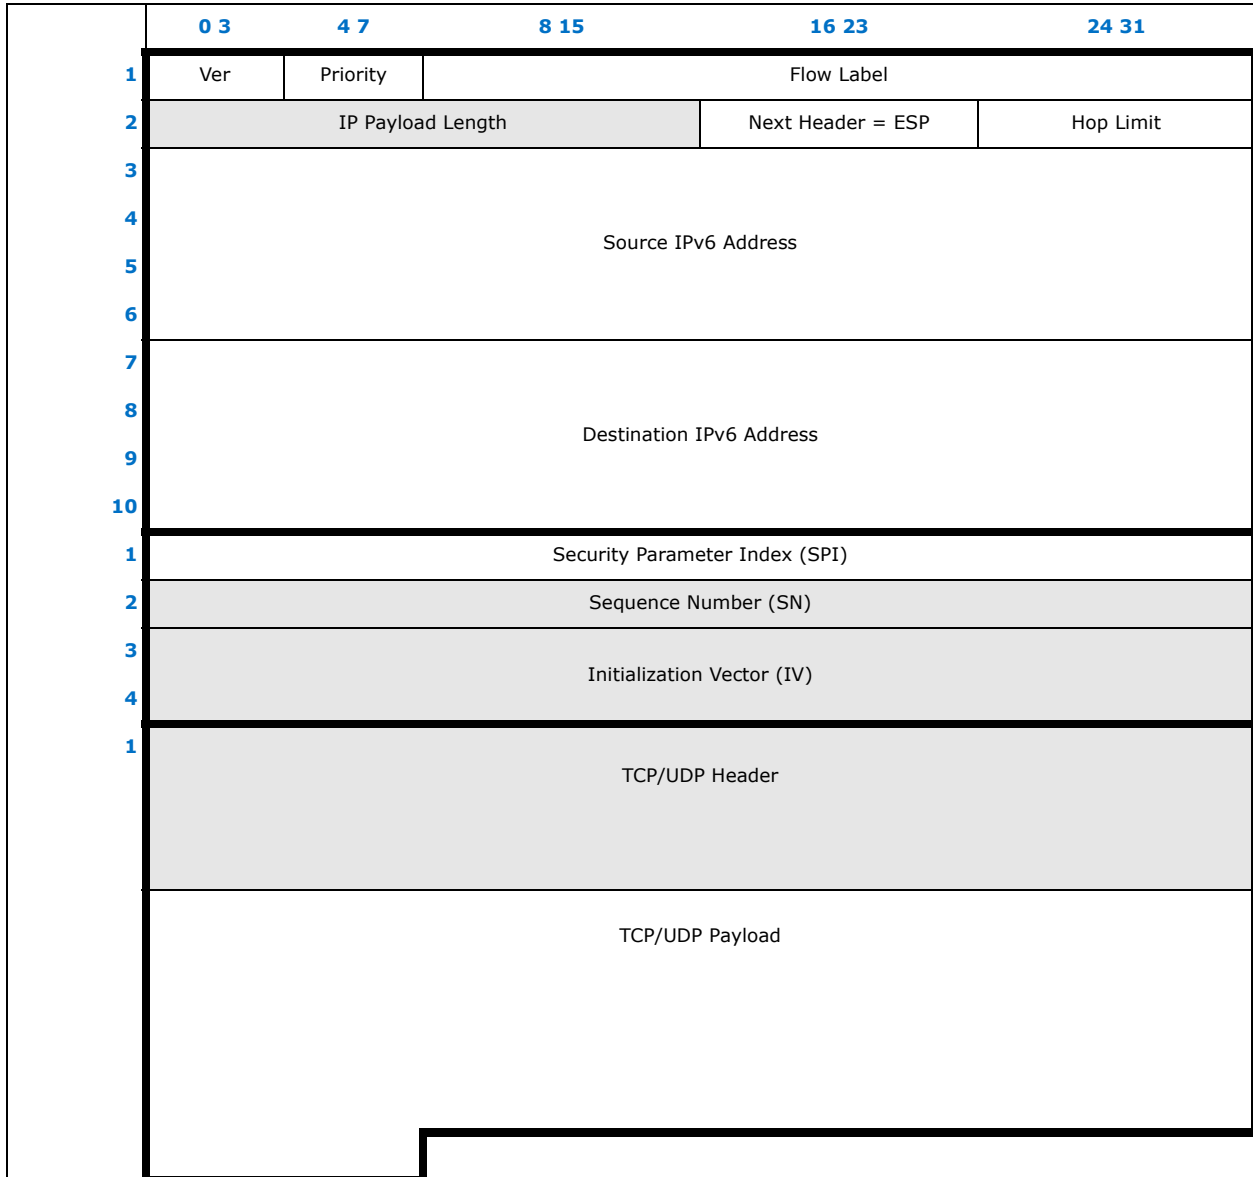 0 3 4 7 8 15 16 23 24 31
1 Ver Priority Flow Label
2 IP Payload Length Next Header = ESP Hop Limit
3
4
Source IPv6 Address
5
6
7
8
Destination IPv6 Address
9
10
1 Security Parameter Index (SPI)
2 Sequence Number (SN)
3
Initialization Vector (IV)
4
1
TCP/UDP Header
TCP/UDP Payload